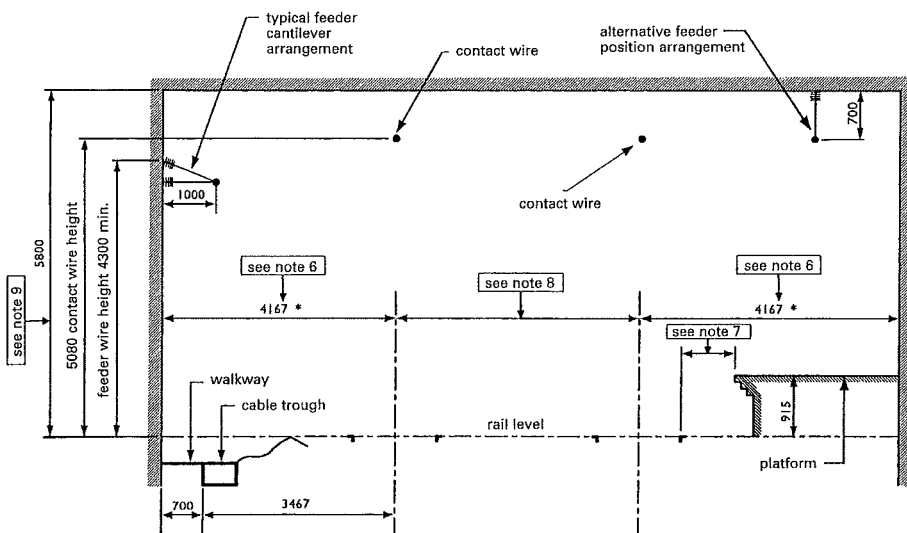 typical feeder
cantilever
arrangement
contact wire
alternative feeder
position arrangement
700
1000
contact wire
see note 9
5800
5080 contact wire height
feeder wire height 4300 min.
see note 6
4167 *
see note 8
see note 6
4167 *
see note 7
walkway
cable trough
rail level
915
platform
700
3467